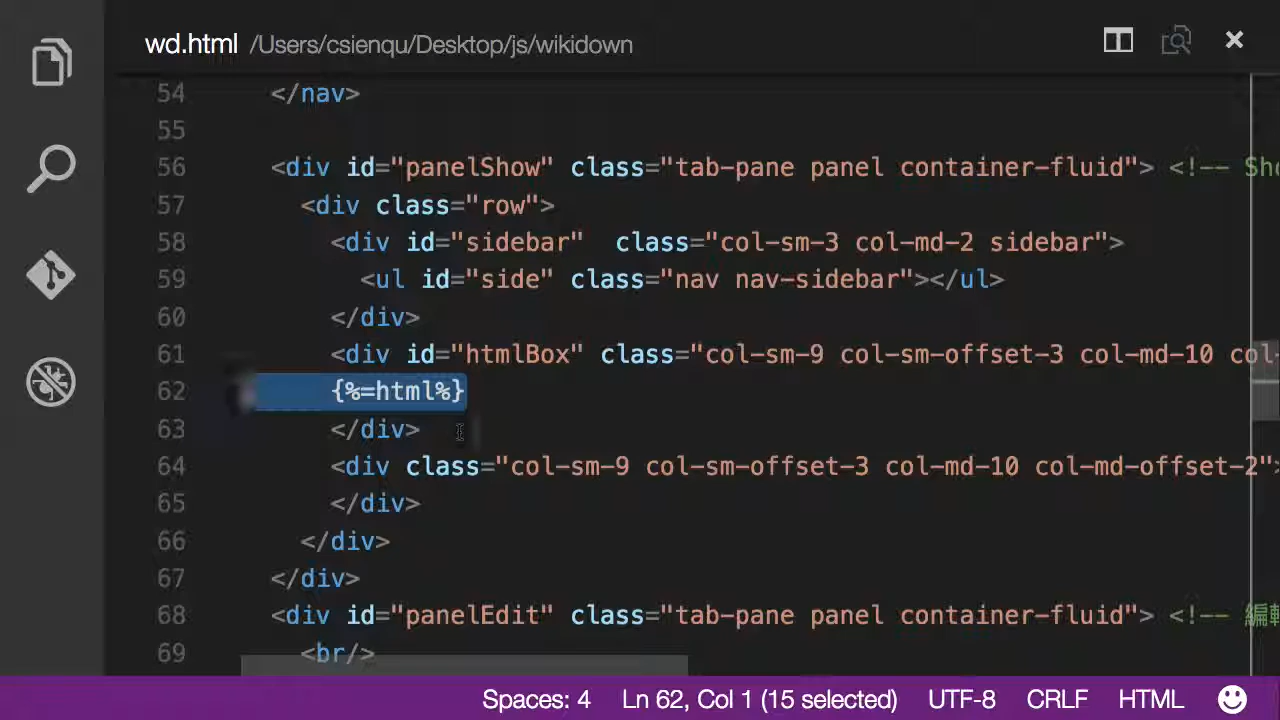 wd.html /Users/csienqu/Desktop/js/wikidown
54 </nav>
55
56 <div id="panelShow" class="tab-pane panel container-fluid"> <!-- Sho
57 <div class="row">
58 <div id="sidebar"  class="col-sm-3 col-md-2 sidebar">
59 <ul id="side" class="nav nav-sidebar"></ul>
60 </div>
61 <div id="htmlBox" class="col-sm-9 col-sm-offset-3 col-md-10 col
62 {%=html%}
63 </div>
64 <div class="col-sm-9 col-sm-offset-3 col-md-10 col-md-offset-2">
65 </div>
66 </div>
67 </div>
68 <div id="panelEdit" class="tab-pane panel container-fluid"> <!-- 編
69 <br/>
Spaces: 4 Ln 62, Col 1 (15 selected) UTF-8 CRLF HTML